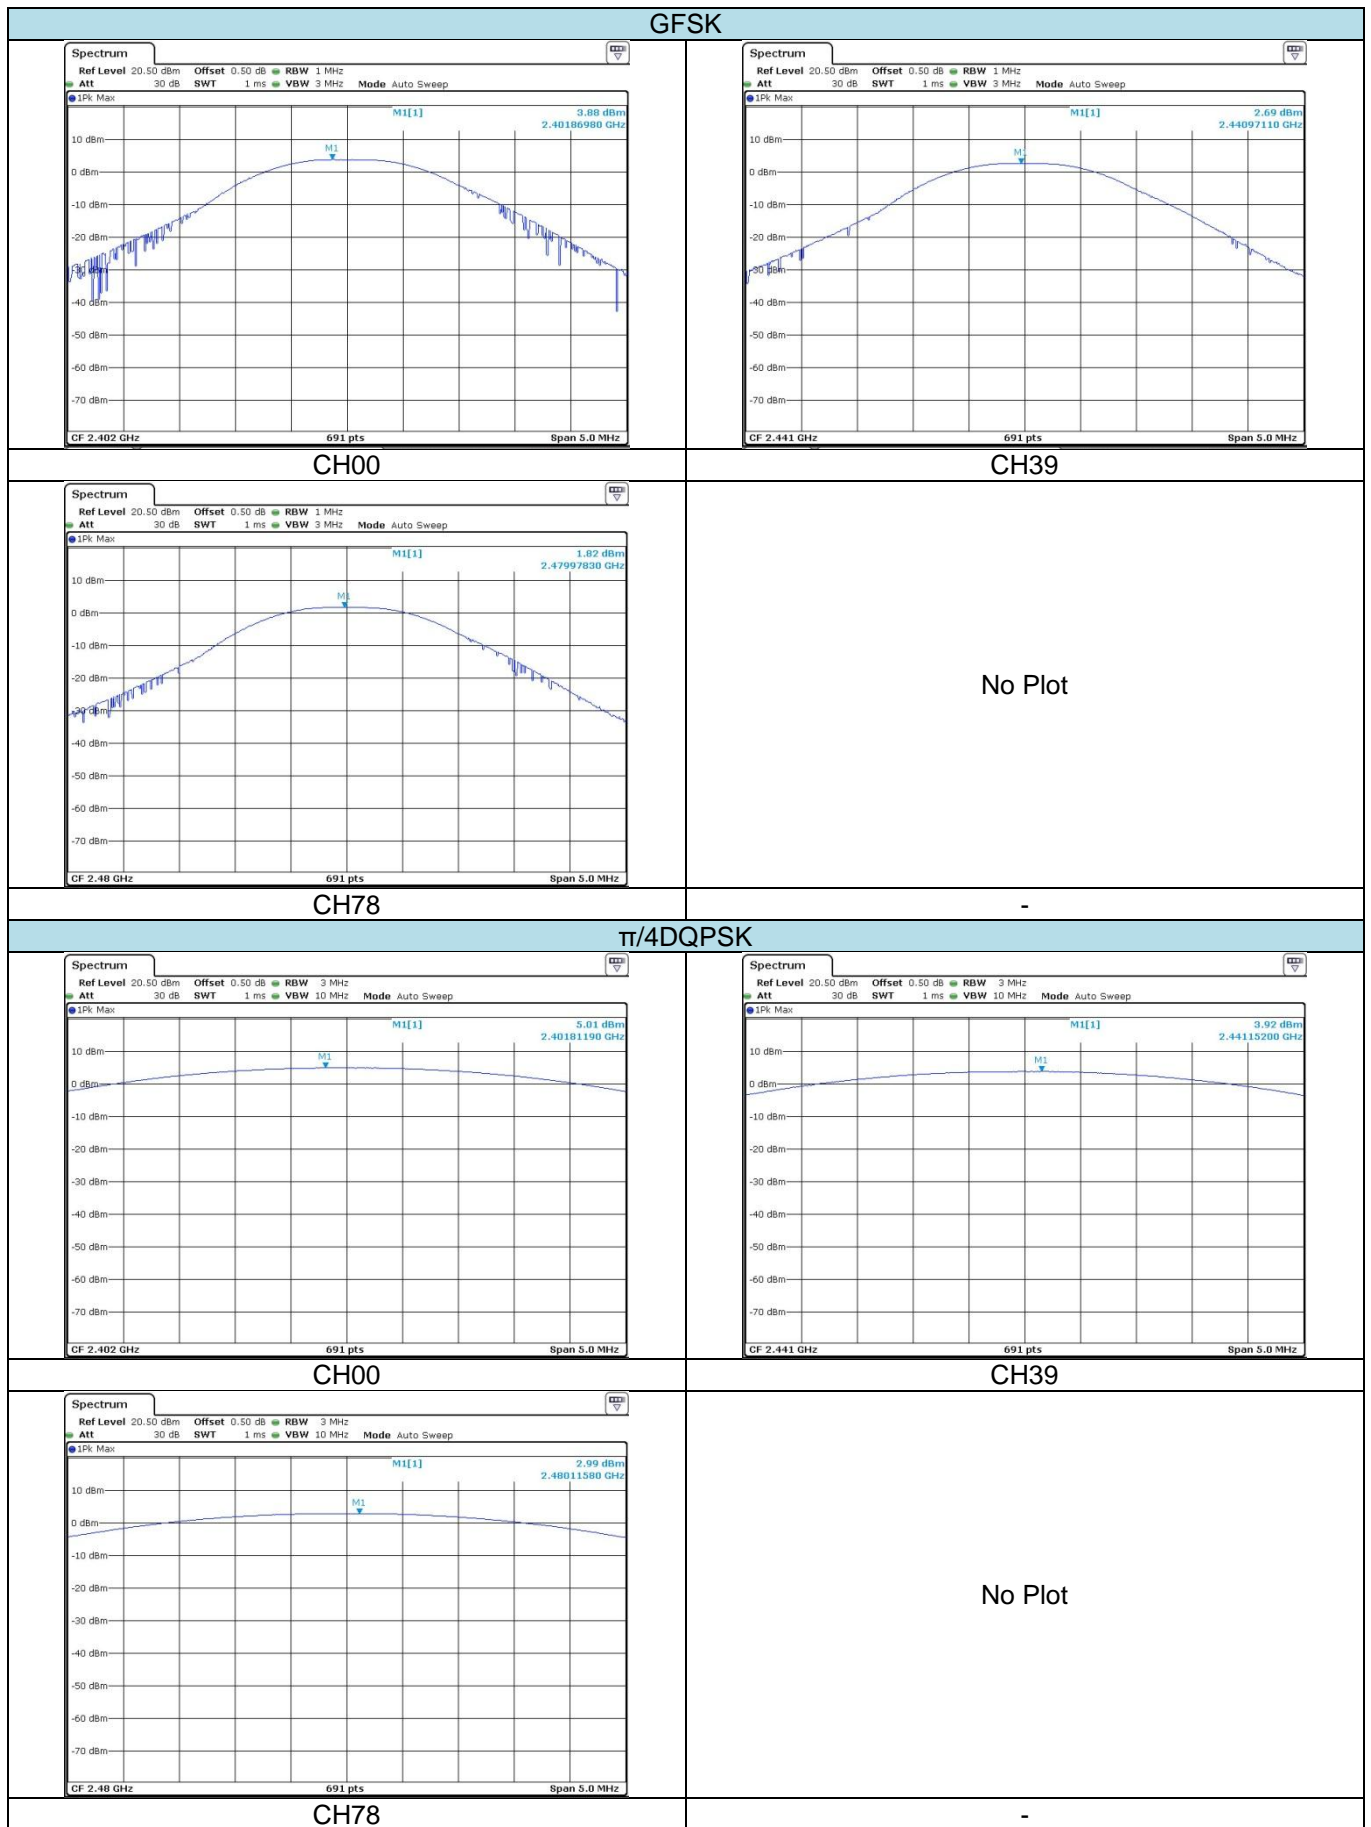 GFSK
Spectrum
Ref Level 20.50 dBm Offset 0.50 dB RBW 1 MHz
Att 30 dB SWT 1 ms VBW 3 MHz Mode Auto Sweep
1Pk Max
M1[1] 3.88 dBm
2.40186980 GHz
10 dBm
M1
0 dBm
-10 dBm
-20 dBm
-30 dBm
-40 dBm
-50 dBm
-60 dBm
-70 dBm
CF 2.402 GHz 691 pts Span 5.0 MHz
CH00
Spectrum
Ref Level 20.50 dBm Offset 0.50 dB RBW 1 MHz
Att 30 dB SWT 1 ms VBW 3 MHz Mode Auto Sweep
1Pk Max
M1[1] 2.69 dBm
2.44097110 GHz
10 dBm
M1
0 dBm
-10 dBm
-20 dBm
-30 dBm
-40 dBm
-50 dBm
-60 dBm
-70 dBm
CF 2.441 GHz 691 pts Span 5.0 MHz
CH39
Spectrum
Ref Level 20.50 dBm Offset 0.50 dB RBW 1 MHz
Att 30 dB SWT 1 ms VBW 3 MHz Mode Auto Sweep
1Pk Max
M1[1] 1.82 dBm
2.47997830 GHz
10 dBm
M1
0 dBm
-10 dBm
-20 dBm
-30 dBm
-40 dBm
-50 dBm
-60 dBm
-70 dBm
CF 2.48 GHz 691 pts Span 5.0 MHz
CH78
No Plot
-
π/4DQPSK
Spectrum
Ref Level 20.50 dBm Offset 0.50 dB RBW 3 MHz
Att 30 dB SWT 1 ms VBW 10 MHz Mode Auto Sweep
1Pk Max
M1[1] 5.01 dBm
2.40181190 GHz
10 dBm
M1
0 dBm
-10 dBm
-20 dBm
-30 dBm
-40 dBm
-50 dBm
-60 dBm
-70 dBm
CF 2.402 GHz 691 pts Span 5.0 MHz
CH00
Spectrum
Ref Level 20.50 dBm Offset 0.50 dB RBW 3 MHz
Att 30 dB SWT 1 ms VBW 10 MHz Mode Auto Sweep
1Pk Max
M1[1] 3.92 dBm
2.44115200 GHz
10 dBm
M1
0 dBm
-10 dBm
-20 dBm
-30 dBm
-40 dBm
-50 dBm
-60 dBm
-70 dBm
CF 2.441 GHz 691 pts Span 5.0 MHz
CH39
Spectrum
Ref Level 20.50 dBm Offset 0.50 dB RBW 3 MHz
Att 30 dB SWT 1 ms VBW 10 MHz Mode Auto Sweep
1Pk Max
M1[1] 2.99 dBm
2.48011580 GHz
10 dBm
M1
0 dBm
-10 dBm
-20 dBm
-30 dBm
-40 dBm
-50 dBm
-60 dBm
-70 dBm
CF 2.48 GHz 691 pts Span 5.0 MHz
CH78
No Plot
-